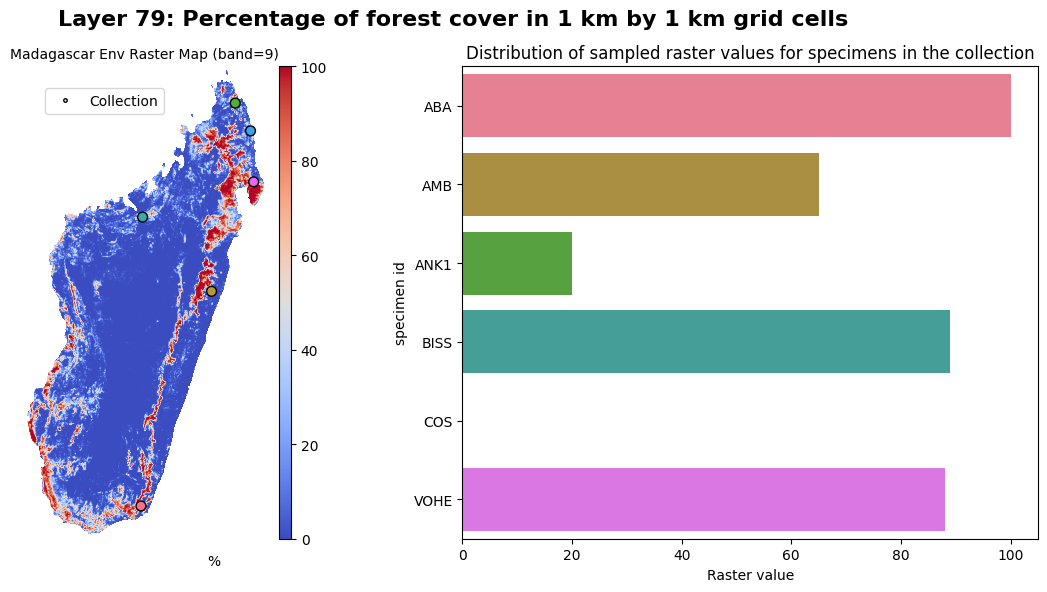 Layer 79: Percentage of forest cover in 1 km by 1 km grid cells
Madagascar Env Raster Map (band=9)
Collection
100
80
60
40
20
0
%
Distribution of sampled raster values for specimens in the collection
specimen id
ABA
AMB
ANK1
BISS
COS
VOHE
0 20 40 60 80 100
Raster value